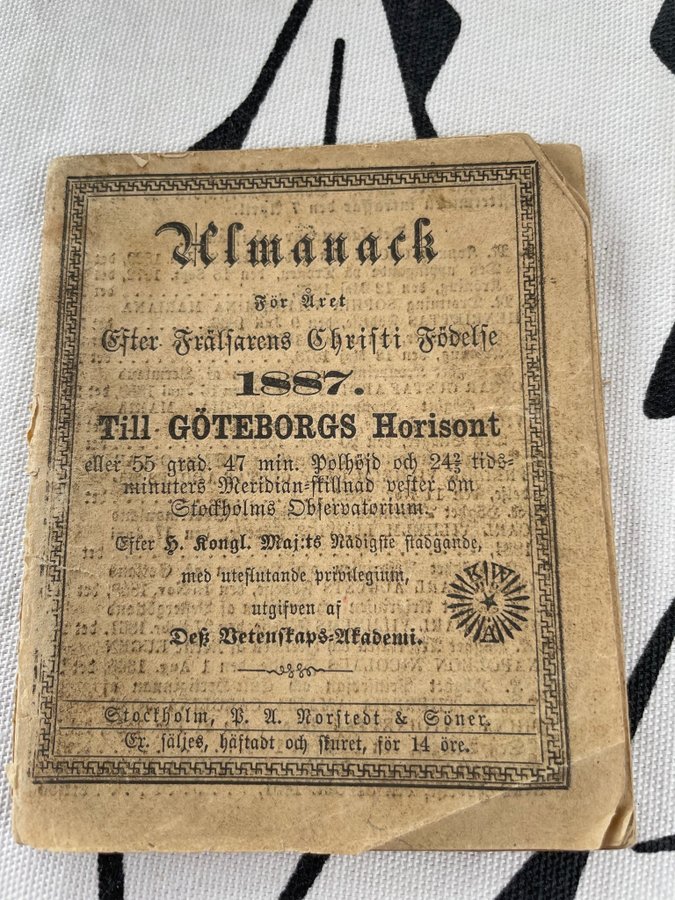 Almanack
För Året
Efter Frälsarens Christi Födelse
1887.
Till GÖTEBORGS Horisont
eller 55 grad. 47 min. Polhöjd och 24⅔ tids-
minuters Meridian-skillnad vester om
Stockholms Observatorium.
Efter H. Kongl. Maj:ts Nådigste stadgande,
med uteslutande privilegium,
utgifven af
Deß Vetenskaps-Akademi.
K W A
Stockholm, P. A. Norstedt & Söner.
Ex. säljes, häftadt och skuret, för 14 öre.